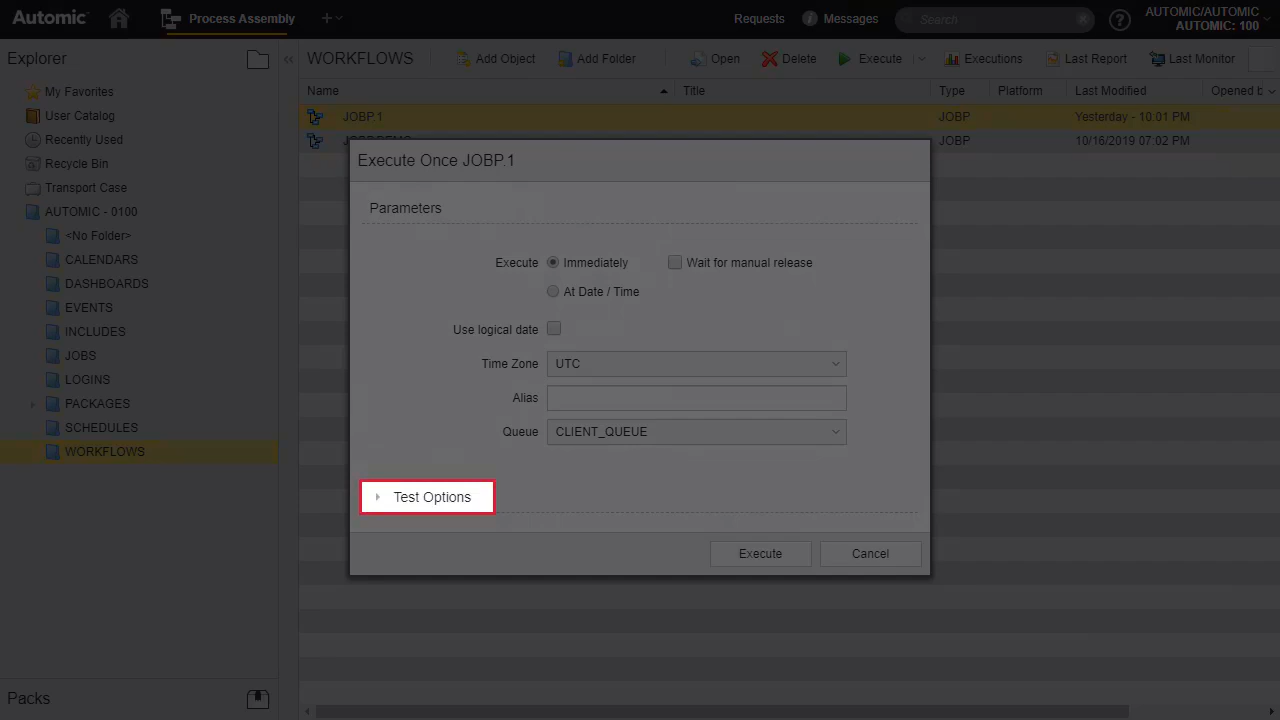 Automic
Process Assembly
Requests
Messages
Search
AUTOMIC/AUTOMIC
AUTOMIC: 100
Explorer
My Favorites
User Catalog
Recently Used
Recycle Bin
Transport Case
AUTOMIC - 0100
<No Folder>
CALENDARS
DASHBOARDS
EVENTS
INCLUDES
JOBS
LOGINS
PACKAGES
SCHEDULES
WORKFLOWS
Packs
WORKFLOWS
Add Object
Add Folder
Open
Delete
Execute
Executions
Last Report
Last Monitor
Name
Title
Type
Platform
Last Modified
Opened b
JOBP.1
JOBP
Yesterday - 10:01 PM
JOBP
10/16/2019 07:02 PM
Execute Once JOBP.1
Parameters
Execute
Immediately
Wait for manual release
At Date / Time
Use logical date
Time Zone
UTC
Alias
Queue
CLIENT_QUEUE
Test Options
Execute
Cancel